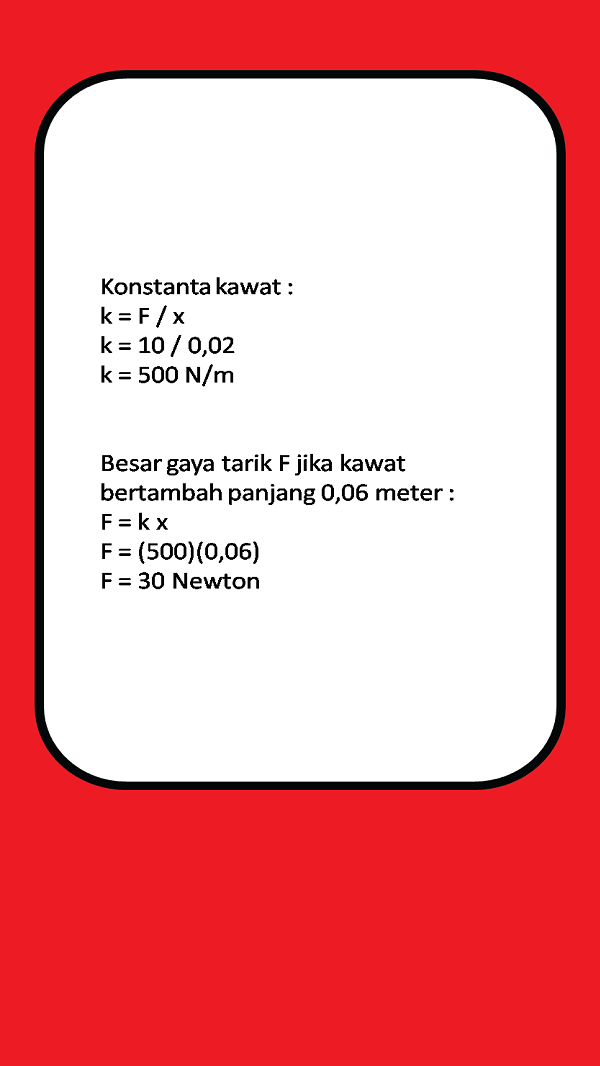 Konstanta kawat :
k = F / x
k = 10 / 0,02
k = 500 N/m
Besar gaya tarik F jika kawat
bertambah panjang 0,06 meter :
F = k x
F = (500)(0,06)
F = 30 Newton